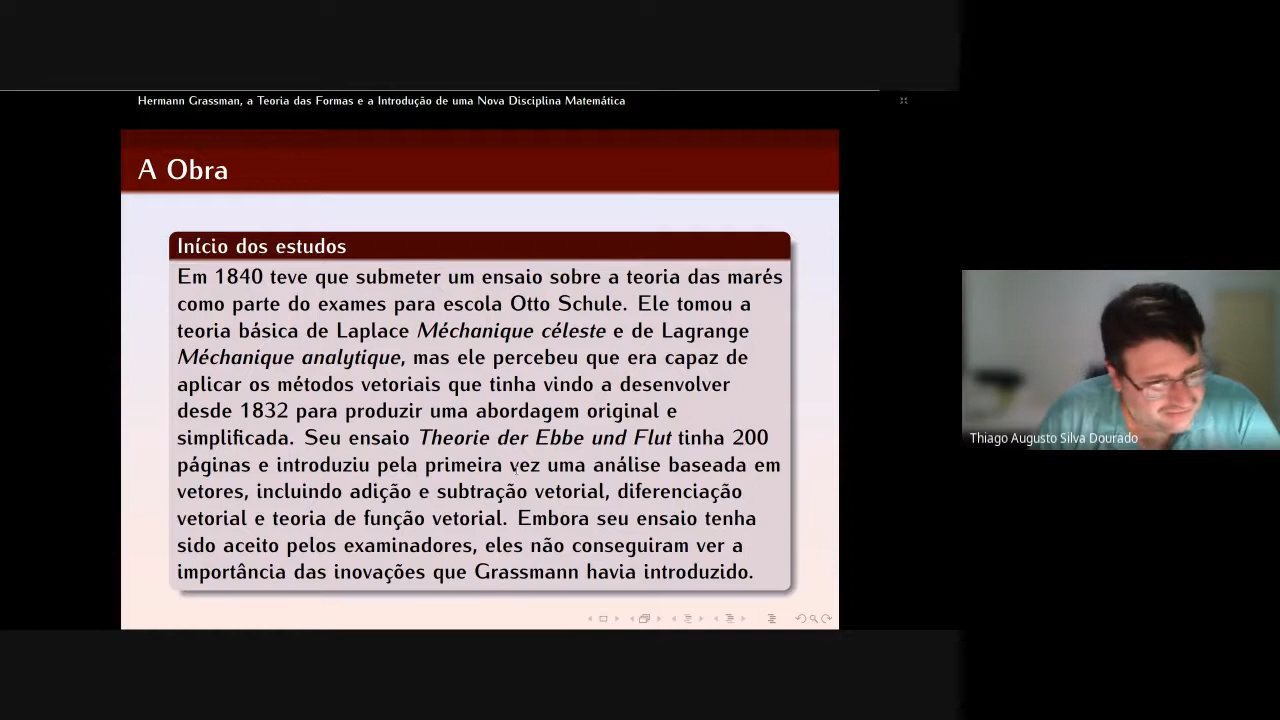 Hermann Grassman, a Teoria das Formas e a Introdução de uma Nova Disciplina Matemática
A Obra
Início dos estudos
Em 1840 teve que submeter um ensaio sobre a teoria das marés
como parte do exames para escola Otto Schule. Ele tomou a
teoria básica de Laplace Méchanique céleste e de Lagrange
Méchanique analytique, mas ele percebeu que era capaz de
aplicar os métodos vetoriais que tinha vindo a desenvolver
desde 1832 para produzir uma abordagem original e
simplificada. Seu ensaio Theorie der Ebbe und Flut tinha 200
páginas e introduziu pela primeira vez uma análise baseada em
vetores, incluindo adição e subtração vetorial, diferenciação
vetorial e teoria de função vetorial. Embora seu ensaio tenha
sido aceito pelos examinadores, eles não conseguiram ver a
importância das inovações que Grassmann havia introduzido.
Thiago Augusto Silva Dourado